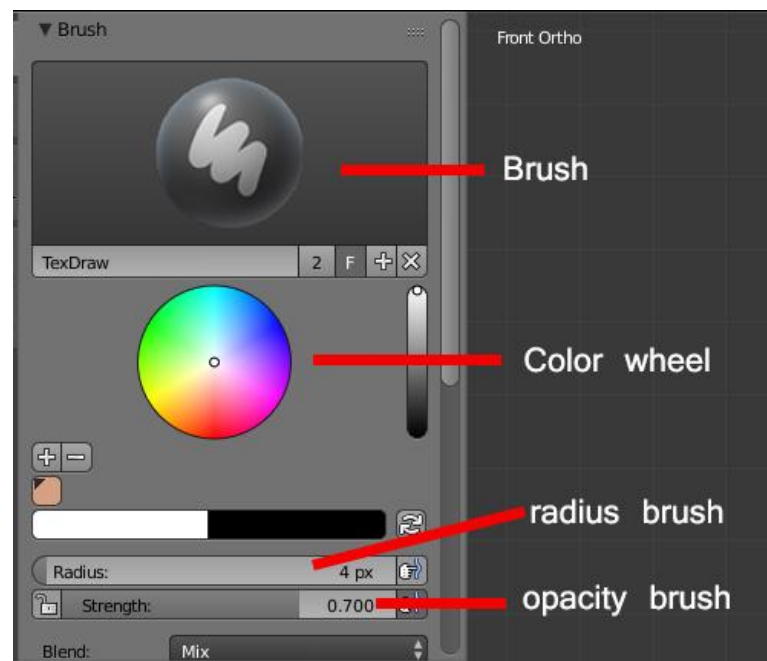 Brush
Front Ortho
Brush
TexDraw 2 F
Color wheel
radius brush
Radius: 4 px
Strength: 0.700
opacity brush
Blend: Mix